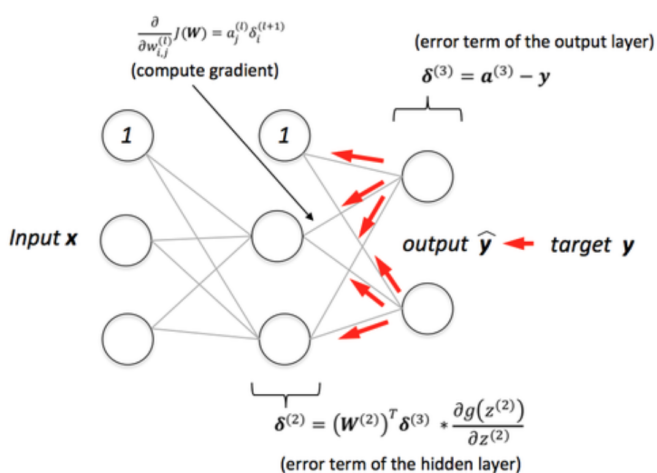 ∂/∂w_{i,j}^{(l)} J(W) = a_j^{(l)} δ_i^{(l+1)}
(compute gradient)
(error term of the output layer)
δ^{(3)} = a^{(3)} − y
1
1
Input x
output ŷ
target y
δ^{(2)} = (W^{(2)})^T δ^{(3)} * ∂g(z^{(2)})/∂z^{(2)}
(error term of the hidden layer)